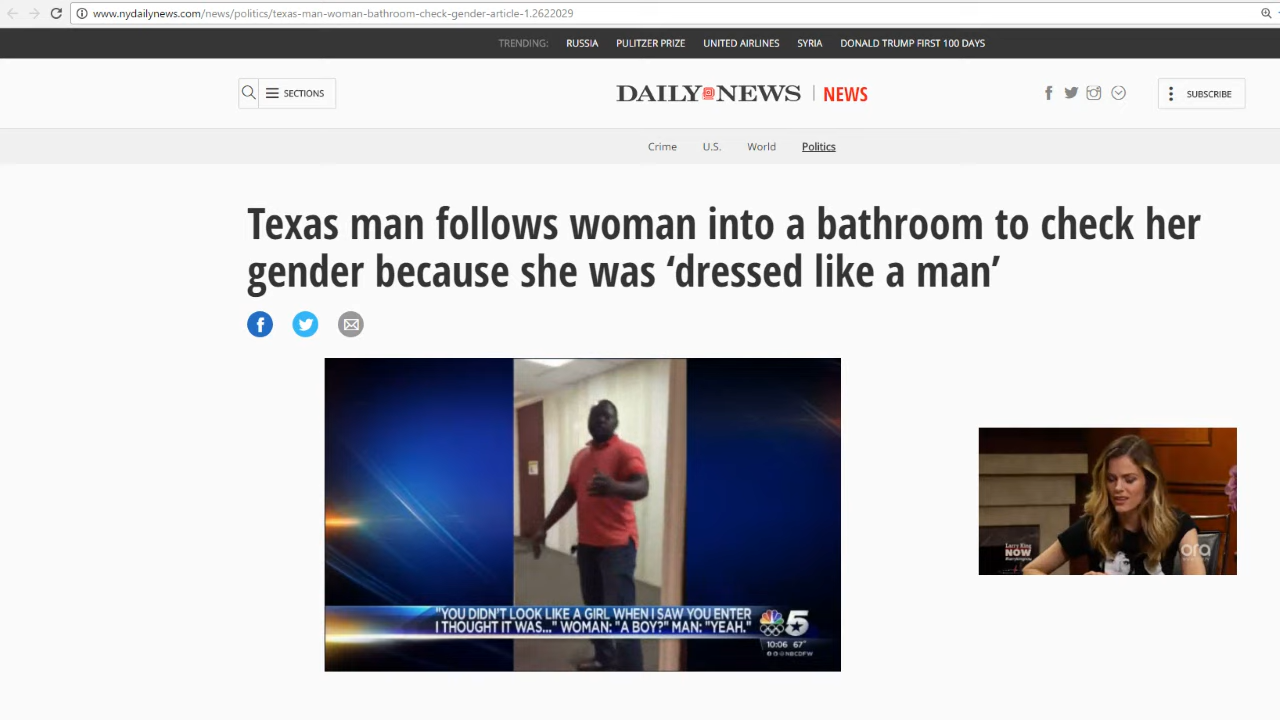 www.nydailynews.com/news/politics/texas-man-woman-bathroom-check-gender-article-1.2622029
TRENDING: RUSSIA PULITZER PRIZE UNITED AIRLINES SYRIA DONALD TRUMP FIRST 100 DAYS
SECTIONS DAILY NEWS NEWS SUBSCRIBE
Crime U.S. World Politics
Texas man follows woman into a bathroom to check her
gender because she was ‘dressed like a man’
"YOU DIDN'T LOOK LIKE A GIRL WHEN I SAW YOU ENTER
I THOUGHT IT WAS..." WOMAN: "A BOY?" MAN: "YEAH."
5
10:06 67°
@NBCDFW
Larry King
NOW
ora